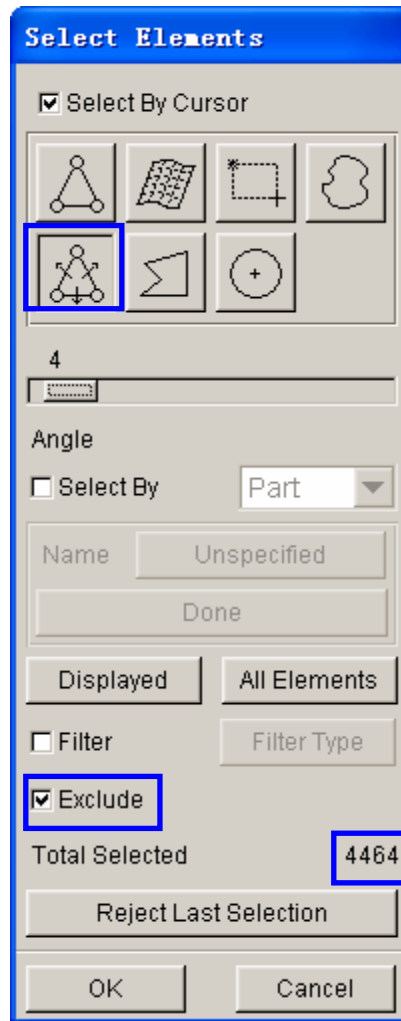 Select Elements
Select By Cursor
4
Angle
Select By Part
Name Unspecified
Done
Displayed All Elements
Filter Filter Type
Exclude
Total Selected 4464
Reject Last Selection
OK Cancel